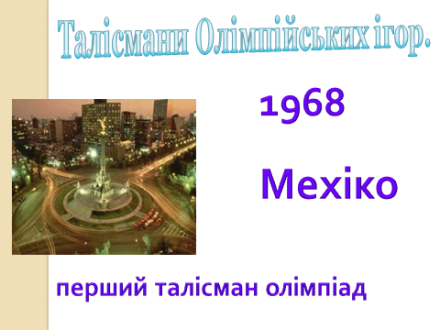 Талісмани Олімпійських ігор.
1968
Мехіко
перший талісман олімпіад